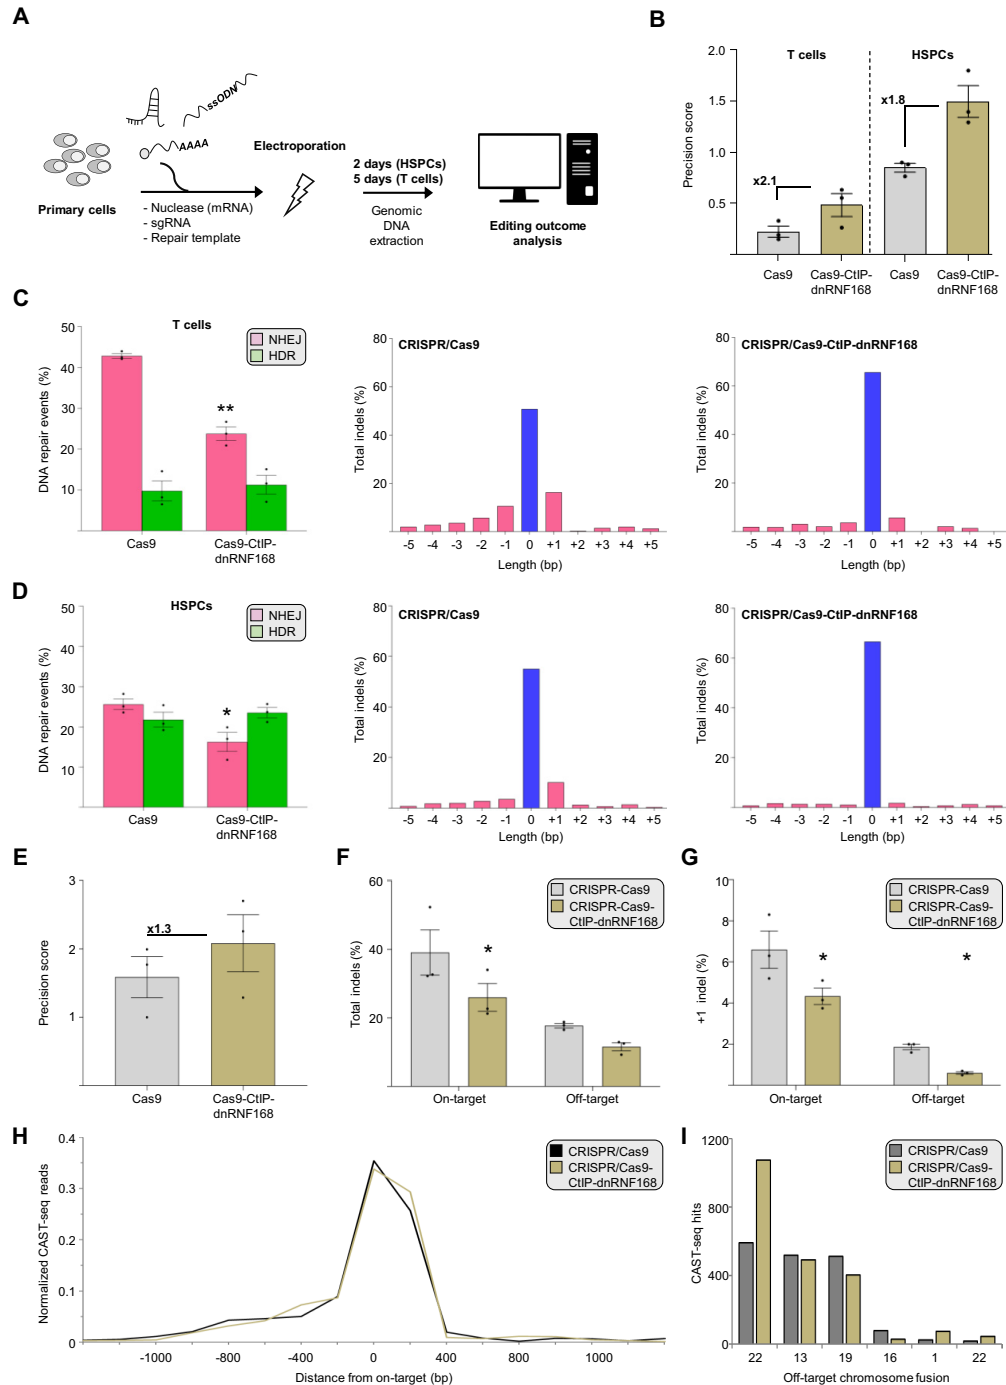 A
ssODN
AAAA
Primary cells
- Nuclease (mRNA)
- sgRNA
- Repair template
Electroporation
2 days (HSPCs)
5 days (T cells)
Genomic
DNA
extraction
Editing outcome
analysis
B
Precision score
2.0
1.5
1.0
0.5
T cells
HSPCs
x2.1
x1.8
Cas9
Cas9-CtIP-
dnRNF168
Cas9
Cas9-CtIP-
dnRNF168
C
T cells
DNA repair events (%)
50
40
30
20
10
NHEJ
HDR
**
Cas9
Cas9-CtIP-
dnRNF168
CRISPR/Cas9
Total indels (%)
80
60
40
20
0
-5 -4 -3 -2 -1 0 +1 +2 +3 +4 +5
Length (bp)
CRISPR/Cas9-CtIP-dnRNF168
Total indels (%)
80
60
40
20
0
-5 -4 -3 -2 -1 0 +1 +2 +3 +4 +5
Length (bp)
D
HSPCs
DNA repair events (%)
50
40
30
20
10
NHEJ
HDR
*
Cas9
Cas9-CtIP-
dnRNF168
CRISPR/Cas9
Total indels (%)
80
60
40
20
-5 -4 -3 -2 -1 0 +1 +2 +3 +4 +5
Length (bp)
CRISPR/Cas9-CtIP-dnRNF168
Total indels (%)
80
60
40
20
-5 -4 -3 -2 -1 0 +1 +2 +3 +4 +5
Length (bp)
E
Precision score
3
2
1
x1.3
Cas9
Cas9-CtIP-
dnRNF168
F
Total indels (%)
60
40
20
CRISPR-Cas9
CRISPR-Cas9-
CtIP-dnRNF168
*
On-target
Off-target
G
+1 indel (%)
10
8
6
4
2
CRISPR-Cas9
CRISPR-Cas9-
CtIP-dnRNF168
*
*
On-target
Off-target
H
Normalized CAST-seq reads
0.4
0.3
0.1
0
CRISPR/Cas9
CRISPR/Cas9-
CtIP-dnRNF168
-1000 -800 -400 0 400 800 1000
Distance from on-target (bp)
I
CAST-seq hits
1200
800
400
0
CRISPR/Cas9
CRISPR/Cas9-
CtIP-dnRNF168
22 13 19 16 1 22
Off-target chromosome fusion